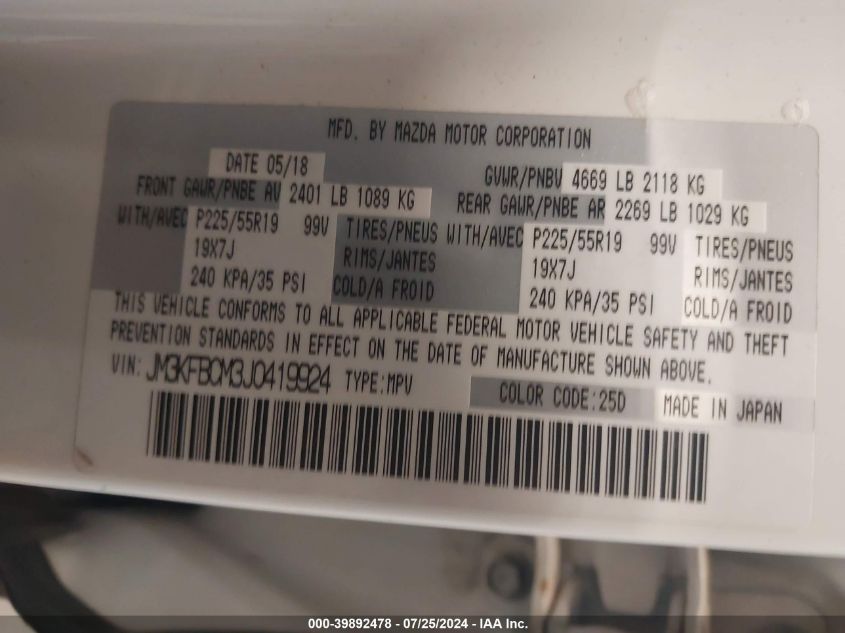 MFD. BY MAZDA MOTOR CORPORATION
DATE 05/18 GVWR/PNBV 4669 LB 2118 KG
FRONT GAWR/PNBE AV 2401 LB 1089 KG REAR GAWR/PNBE AR 2269 LB 1029 KG
WITH/AVEC P225/55R19 99V TIRES/PNEUS WITH/AVEC P225/55R19 99V TIRES/PNEUS
19X7J RIMS/JANTES 19X7J RIMS/JANTES
240 KPA/35 PSI COLD/A FROID 240 KPA/35 PSI COLD/A FROID
THIS VEHICLE CONFORMS TO ALL APPLICABLE FEDERAL MOTOR VEHICLE SAFETY AND THEFT
PREVENTION STANDARDS IN EFFECT ON THE DATE OF MANUFACTURE SHOWN ABOVE.
VIN: JM3KFBCM3J0419924 TYPE:MPV COLOR CODE:25D MADE IN JAPAN
000-39892478 - 07/25/2024 - IAA Inc.